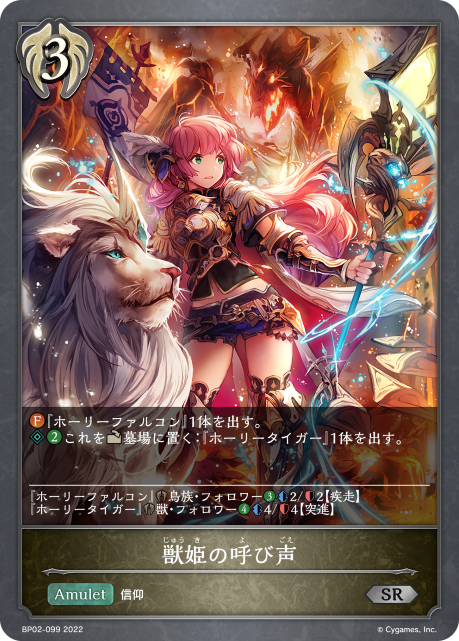 3
F『ホーリーファルコン』1体を出す。
2これを墓場に置く：『ホーリータイガー』1体を出す。
『ホーリーファルコン』鳥族・フォロワー3 2/2【疾走】
『ホーリータイガー』獣・フォロワー4 4/4【突進】
じゅうき よ ごえ
獣姫の呼び声
Amulet 信仰
SR
BP02-099 2022
© Cygames, Inc.